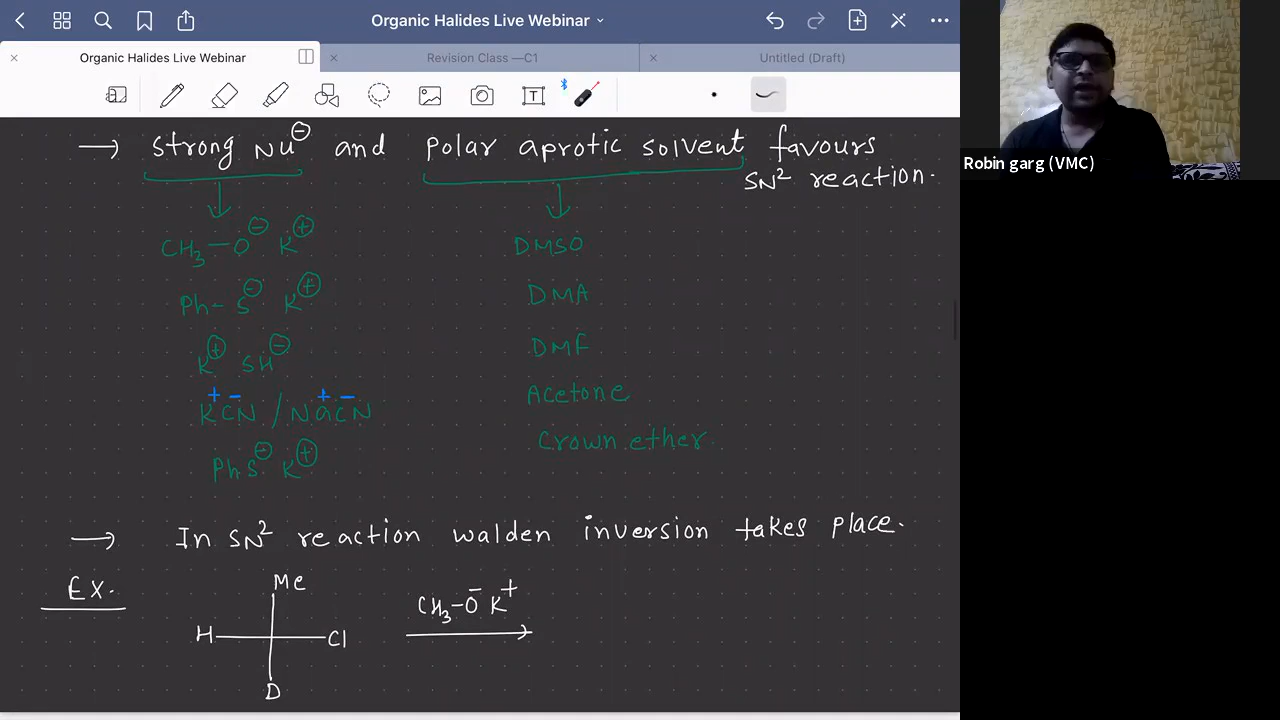 Organic Halides Live Webinar
Organic Halides Live Webinar
Revision Class —C1
Untitled (Draft)
T
Robin garg (VMC)
→ strong Nu⊖ and polar aprotic solvent favours
SN² reaction.
CH₃—O⊖ K⊕ DMSO
Ph-S⊖ K⊕ DMA
K⊕ SH⊖ DMF
K⁺C⁻N / Na⁺C⁻N Acetone
PhS⊖ K⊕ Crown ether
→ In SN² reaction walden inversion takes place.
Ex.
Me
CH₃-O⁻ K⁺
H Cl
D